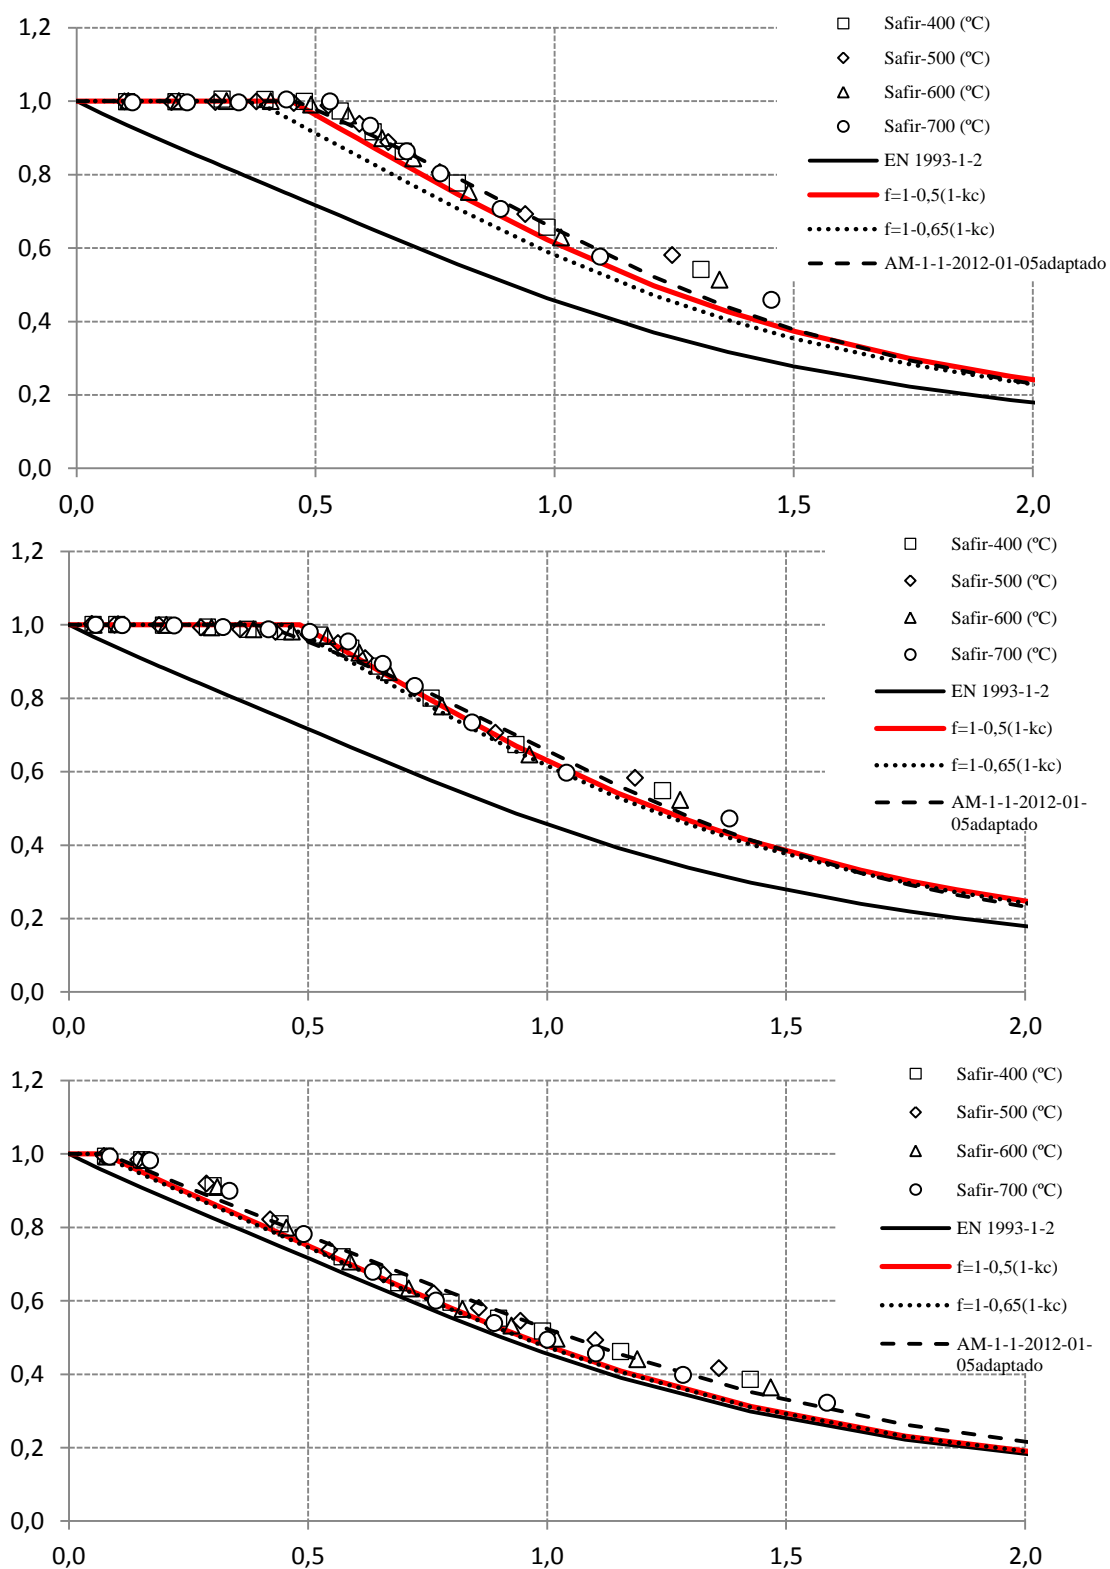 1,2
1,0
0,8
0,6
0,4
0,2
0,0
0,0 0,5 1,0 1,5 2,0
Safir-400 (ºC)
Safir-500 (ºC)
Safir-600 (ºC)
Safir-700 (ºC)
EN 1993-1-2
f=1-0,5(1-kc)
f=1-0,65(1-kc)
AM-1-1-2012-01-05adaptado
1,2
1,0
0,8
0,6
0,4
0,2
0,0
0,0 0,5 1,0 1,5 2,0
Safir-400 (ºC)
Safir-500 (ºC)
Safir-600 (ºC)
Safir-700 (ºC)
EN 1993-1-2
f=1-0,5(1-kc)
f=1-0,65(1-kc)
AM-1-1-2012-01-
05adaptado
1,2
1,0
0,8
0,6
0,4
0,2
0,0
0,0 0,5 1,0 1,5 2,0
Safir-400 (ºC)
Safir-500 (ºC)
Safir-600 (ºC)
Safir-700 (ºC)
EN 1993-1-2
f=1-0,5(1-kc)
f=1-0,65(1-kc)
AM-1-1-2012-01-
05adaptado